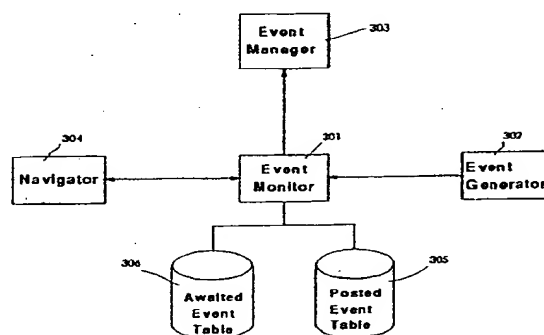 Event
Manager
303
304
Navigator
301
Event
Monitor
302
Event
Generator
306
Awaited
Event
Table
305
Posted
Event
Table